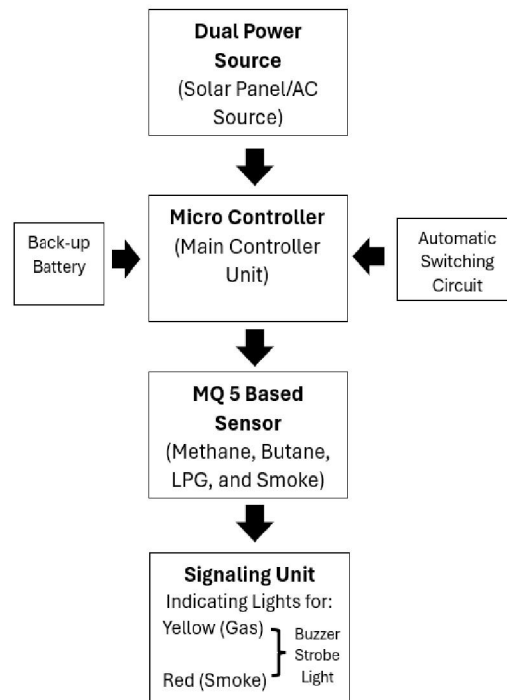 Dual Power
Source
(Solar Panel/AC
Source)
Back-up
Battery
Micro Controller
(Main Controller
Unit)
Automatic
Switching
Circuit
MQ 5 Based
Sensor
(Methane, Butane,
LPG, and Smoke)
Signaling Unit
Indicating Lights for:
Yellow (Gas)
Red (Smoke)
Buzzer
Strobe
Light